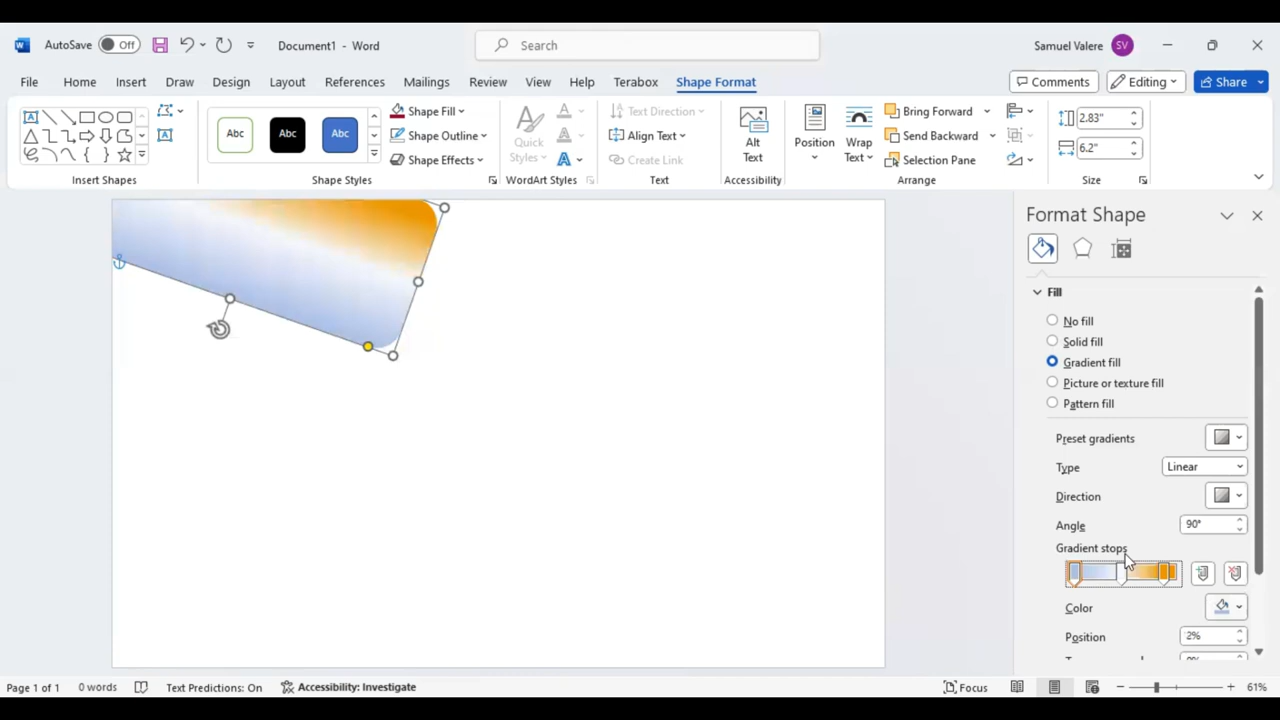 AutoSave Off Document1 - Word Search Samuel Valere SV
File Home Insert Draw Design Layout References Mailings Review View Help Terabox Shape Format Comments Editing Share
Abc Abc Abc
Shape Fill
Shape Outline
Shape Effects
Quick Styles
Text Direction
Align Text
Create Link
Alt Text
Position
Wrap Text
Bring Forward
Send Backward
Selection Pane
2.83"
6.2"
Insert Shapes Shape Styles WordArt Styles Text Accessibility Arrange Size
Format Shape
Fill
No fill
Solid fill
Gradient fill
Picture or texture fill
Pattern fill
Preset gradients
Type Linear
Direction
Angle 90°
Gradient stops
Color
Position 2%
Page 1 of 1 0 words Text Predictions: On Accessibility: Investigate Focus 61%